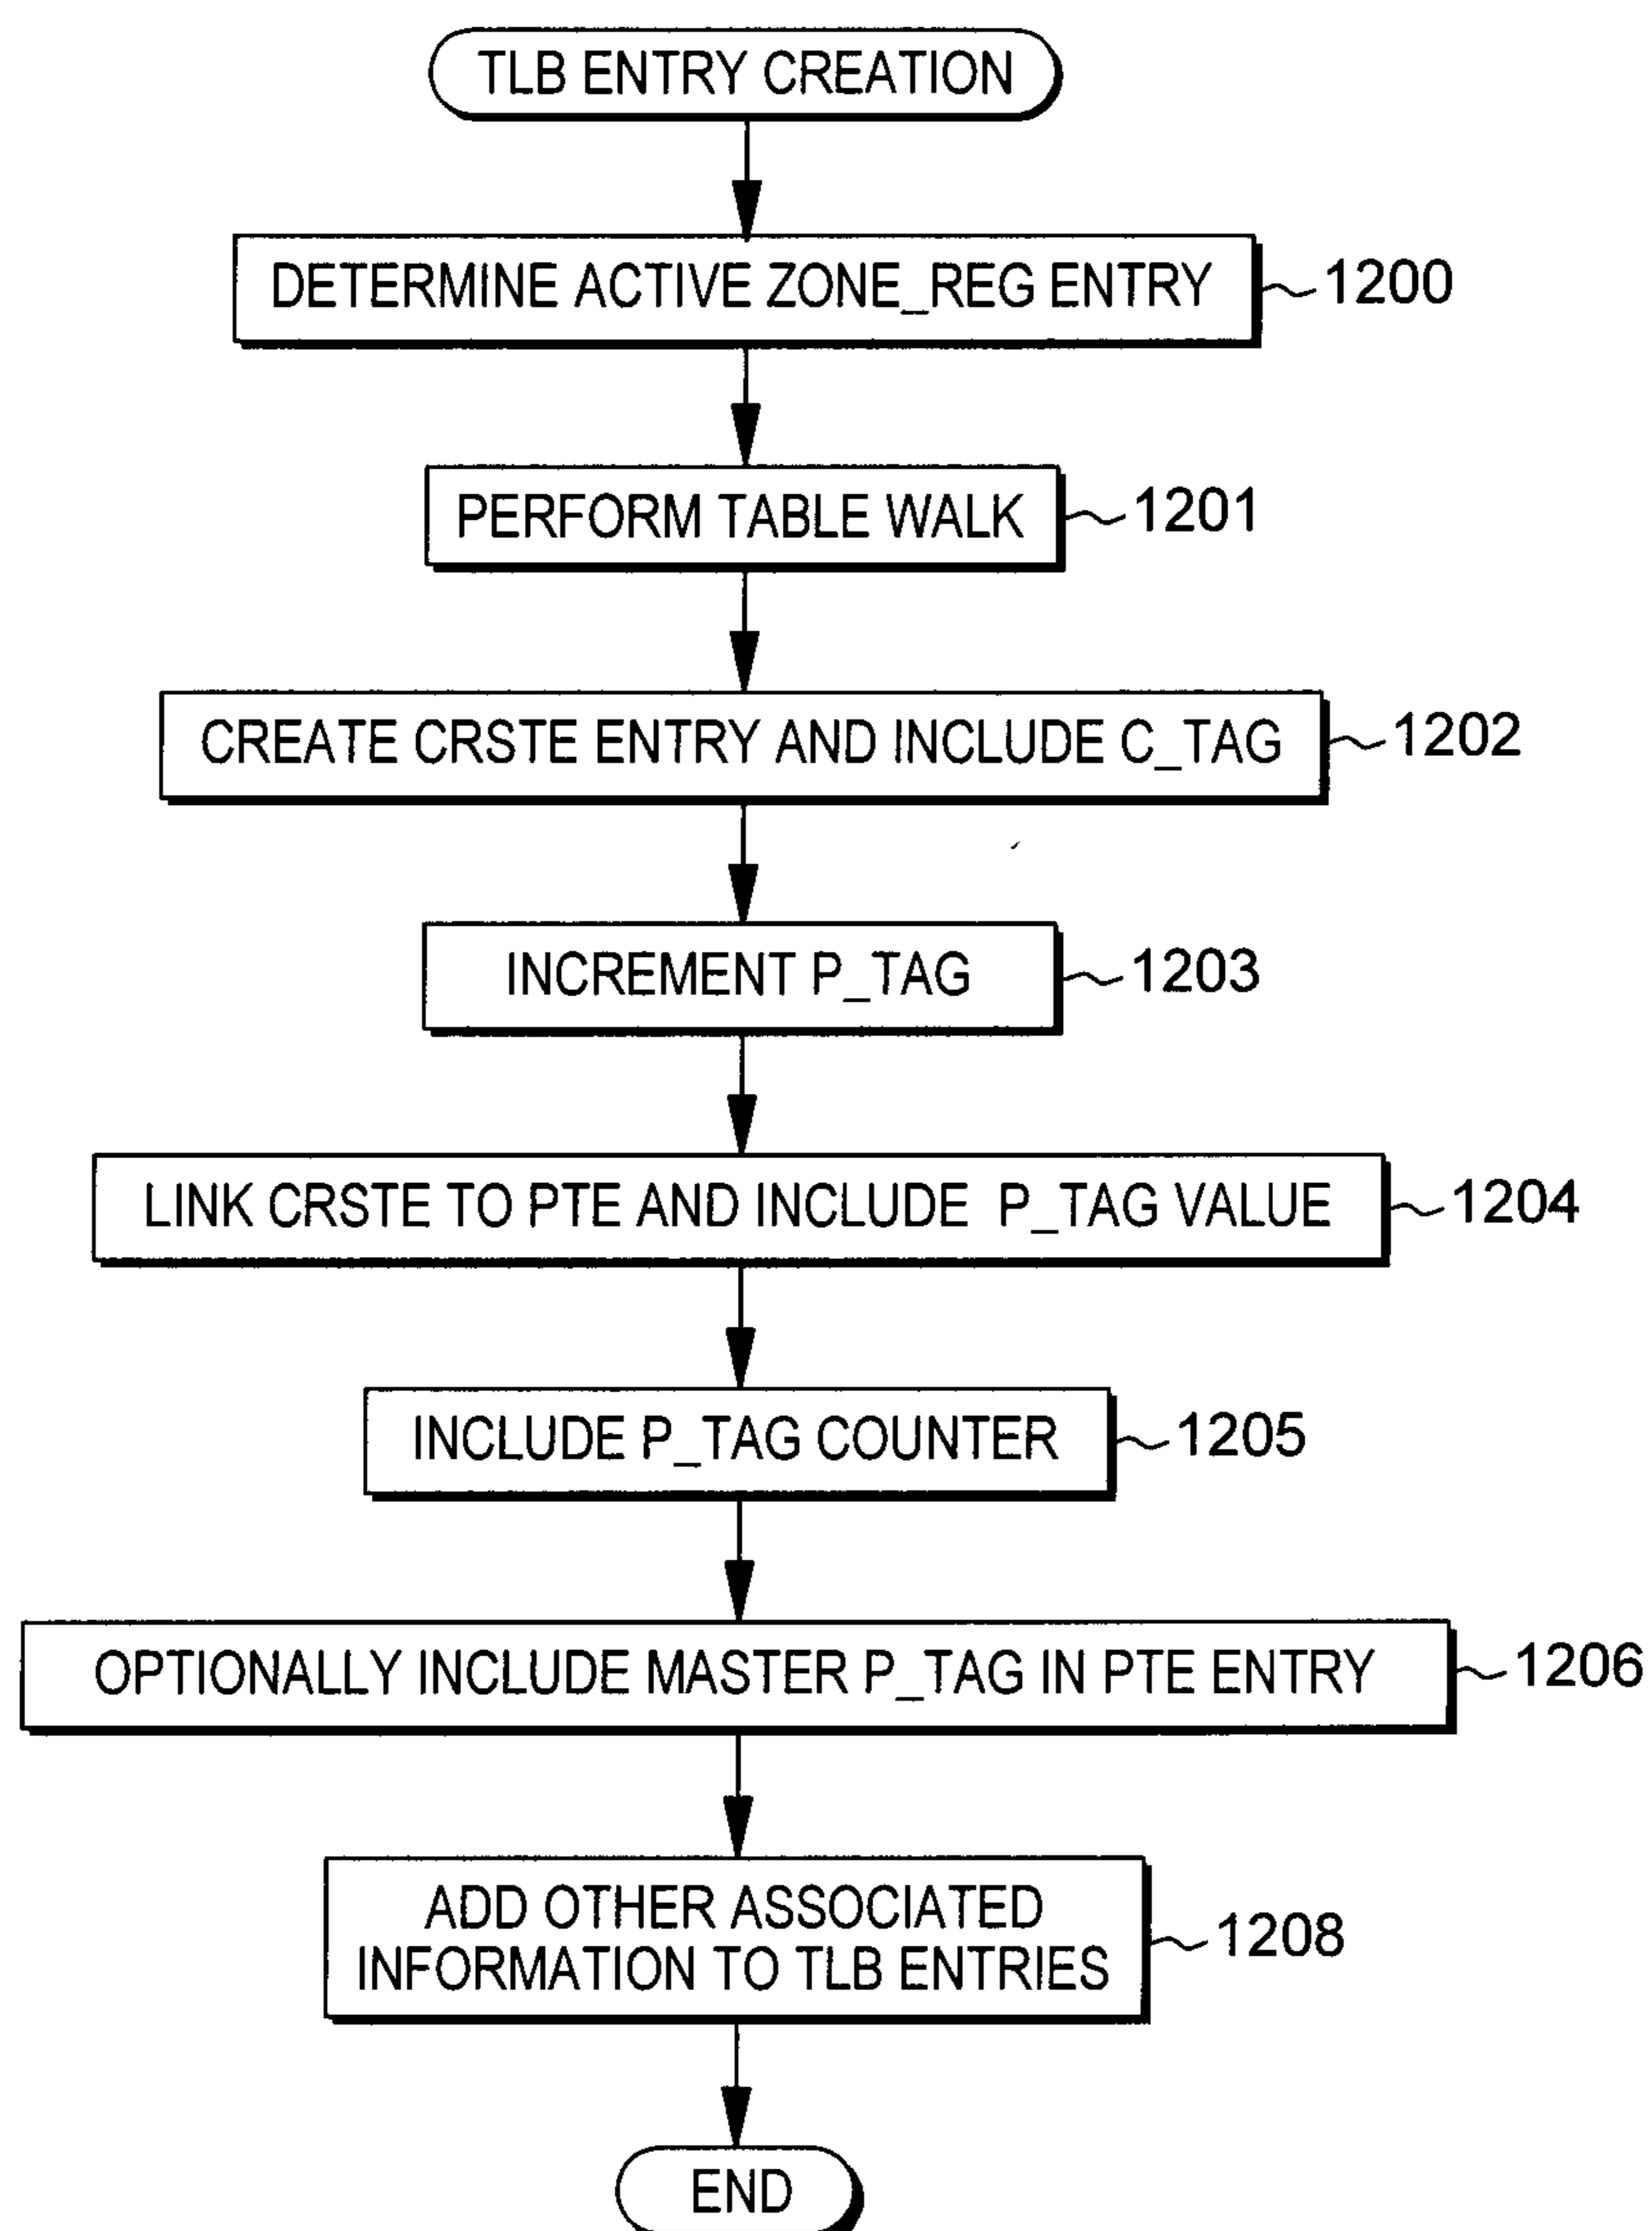 TLB ENTRY CREATION
DETERMINE ACTIVE ZONE_REG ENTRY
1200
PERFORM TABLE WALK
1201
CREATE CRSTE ENTRY AND INCLUDE C_TAG
1202
INCREMENT P_TAG
1203
LINK CRSTE TO PTE AND INCLUDE P_TAG VALUE
1204
INCLUDE P_TAG COUNTER
1205
OPTIONALLY INCLUDE MASTER P_TAG IN PTE ENTRY
1206
ADD OTHER ASSOCIATED
INFORMATION TO TLB ENTRIES
1208
END